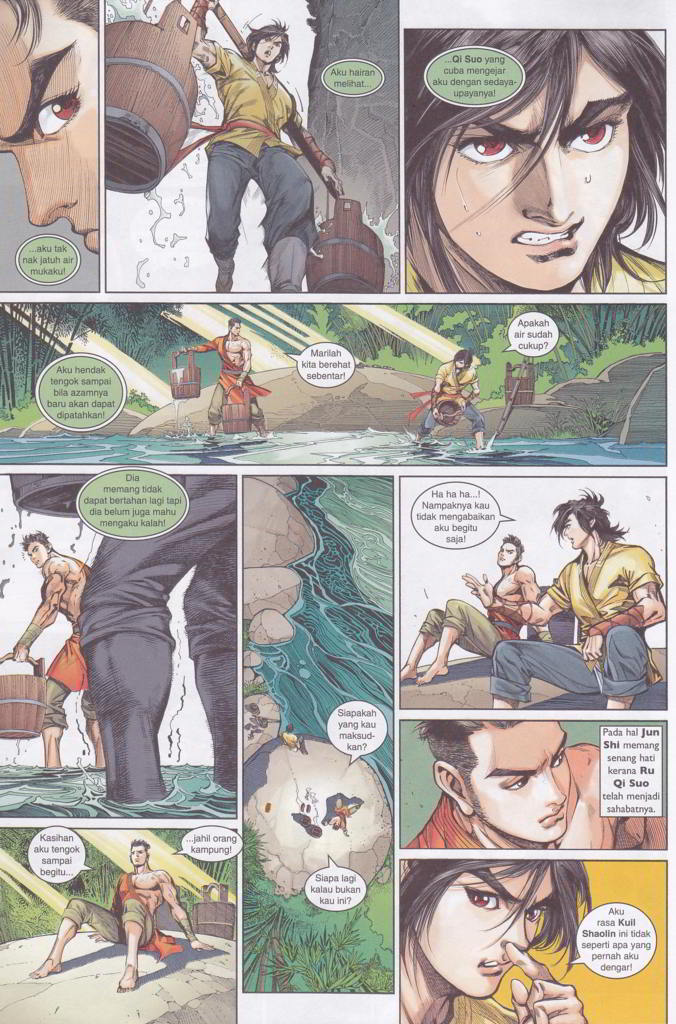 ...aku tak
nak jatuh air
mukaku!
Aku hairan
melihat...
...Qi Suo yang
cuba mengejar
aku dengan sedaya-
upayanya!
Aku hendak
tengok sampai
bila azamnya
baru akan dapat
dipatahkan!
Marilah
kita berehat
sebentar!
Apakah
air sudah
cukup?
Dia
memang tidak
dapat bertahan lagi tapi
dia belum juga mahu
mengaku kalah!
Kasihan
aku tengok
sampai
begitu...
...jahil orang
kampung!
Siapakah
yang kau
maksud-
kan?
Siapa lagi
kalau bukan
kau ini?
Ha ha ha...!
Nampaknya kau
tidak mengabaikan
aku begitu
saja!
Pada hal Jun
Shi memang
senang hati
kerana Ru
Qi Suo
telah menjadi
sahabatnya.
Aku
rasa Kuil
Shaolin ini tidak
seperti apa yang
pernah aku
dengar!